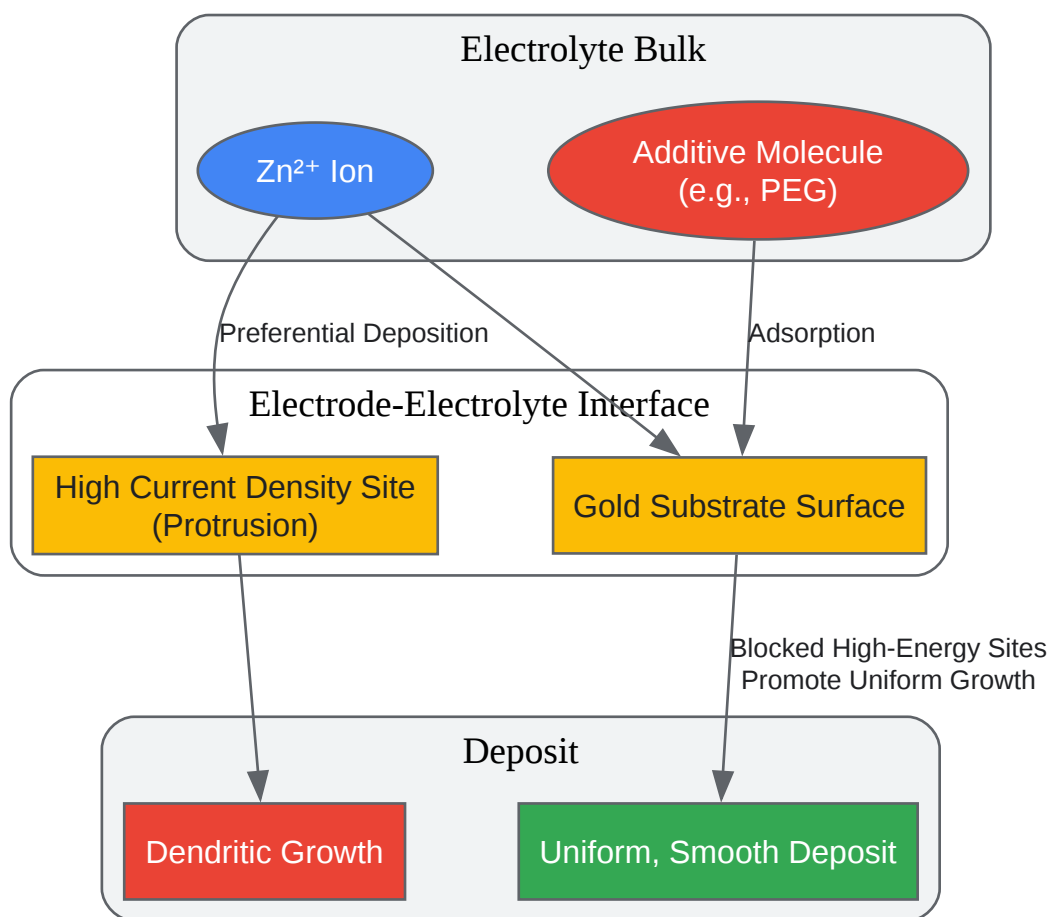 Electrolyte Bulk
Zn²⁺ Ion
Additive Molecule
(e.g., PEG)
Preferential Deposition
Adsorption
Electrode-Electrolyte Interface
High Current Density Site
(Protrusion)
Gold Substrate Surface
Blocked High-Energy Sites
Promote Uniform Growth
Deposit
Dendritic Growth
Uniform, Smooth Deposit